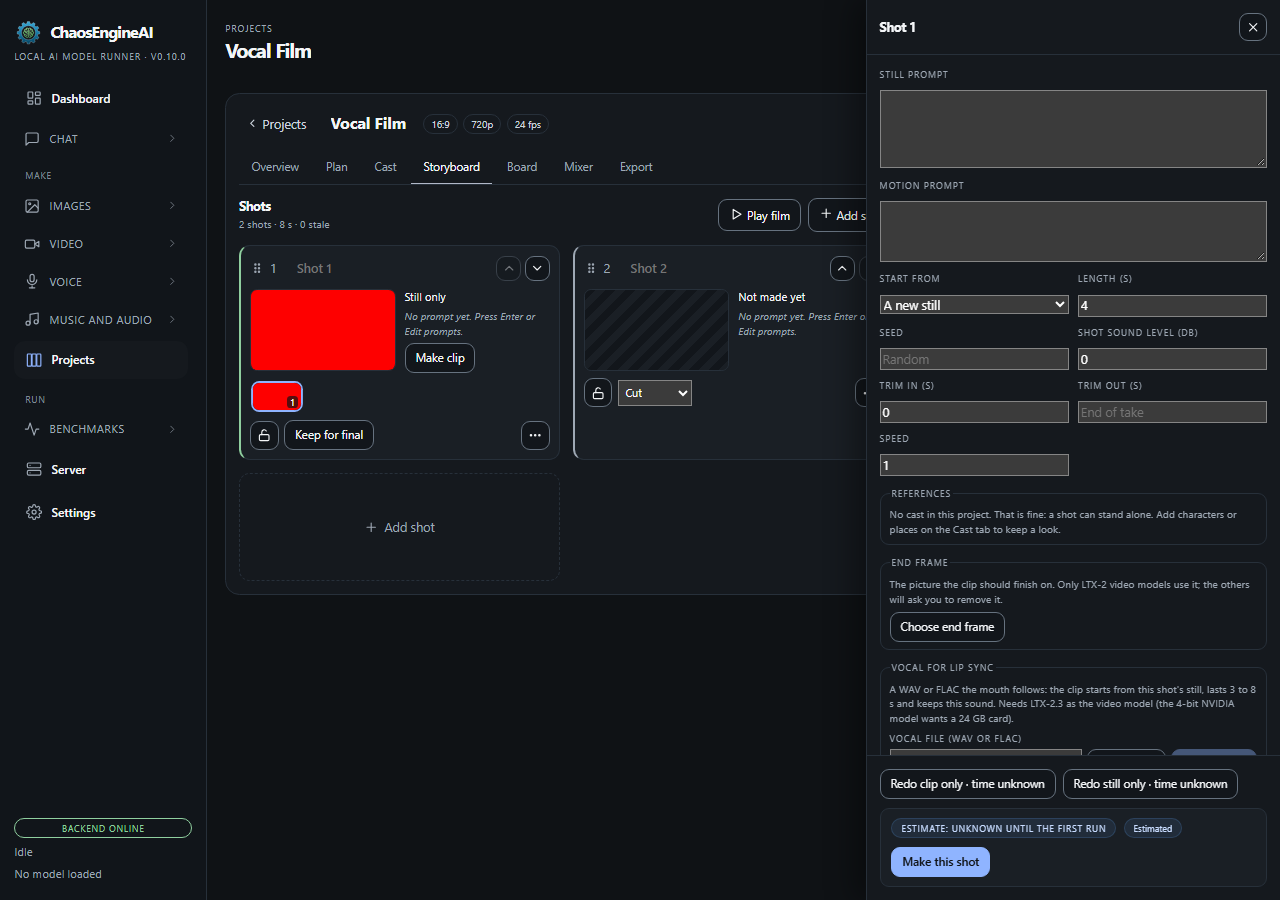 ChaosEngineAI
LOCAL AI MODEL RUNNER · V0.10.0
Dashboard
CHAT
MAKE
IMAGES
VIDEO
VOICE
MUSIC AND AUDIO
Projects
RUN
BENCHMARKS
Server
Settings
BACKEND ONLINE
Idle
No model loaded
PROJECTS
Vocal Film
Projects
Vocal Film
16:9
720p
24 fps
Overview
Plan
Cast
Storyboard
Board
Mixer
Export
Shots
2 shots · 8 s · 0 stale
Play film
Add s
1
Shot 1
Still only
No prompt yet. Press Enter or
Edit prompts.
Make clip
1
Keep for final
2
Shot 2
Not made yet
No prompt yet. Press Enter o
Edit prompts.
Cut
Add shot
Shot 1
STILL PROMPT
MOTION PROMPT
START FROM
LENGTH (S)
A new still
4
SEED
SHOT SOUND LEVEL (DB)
Random
0
TRIM IN (S)
TRIM OUT (S)
0
End of take
SPEED
1
REFERENCES
No cast in this project. That is fine: a shot can stand alone. Add characters or
places on the Cast tab to keep a look.
END FRAME
The picture the clip should finish on. Only LTX-2 video models use it; the others
will ask you to remove it.
Choose end frame
VOCAL FOR LIP SYNC
A WAV or FLAC the mouth follows: the clip starts from this shot's still, lasts 3 to 8
s and keeps this sound. Needs LTX-2.3 as the video model (the 4-bit NVIDIA
model wants a 24 GB card).
VOCAL FILE (WAV OR FLAC)
Redo clip only · time unknown
Redo still only · time unknown
ESTIMATE: UNKNOWN UNTIL THE FIRST RUN
Estimated
Make this shot